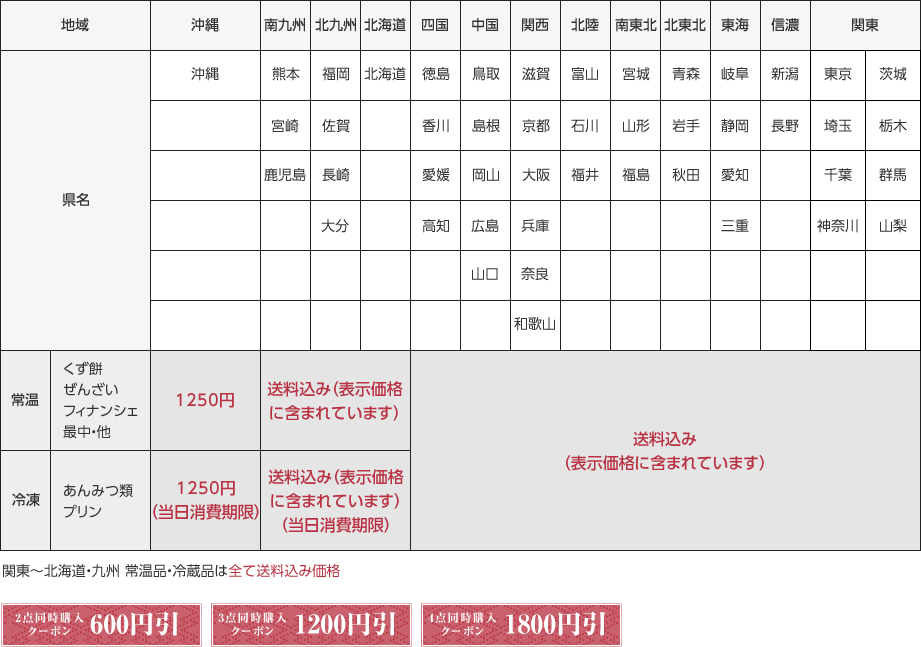 地域 沖縄 南九州 北九州 北海道 四国 中国 関西 北陸 南東北 北東北 東海 信濃 関東
県名
沖縄 熊本 福岡 北海道 徳島 鳥取 滋賀 富山 宮城 青森 岐阜 新潟 東京 茨城
宮崎 佐賀 香川 島根 京都 石川 山形 岩手 静岡 長野 埼玉 栃木
鹿児島 長崎 愛媛 岡山 大阪 福井 福島 秋田 愛知 千葉 群馬
大分 高知 広島 兵庫 三重 神奈川 山梨
山口 奈良
和歌山
常温
くず餅
ぜんざい
フィナンシェ
最中・他
1250円
送料込み(表示価格
に含まれています)
送料込み
(表示価格に含まれています)
冷凍
あんみつ類
プリン
1250円
(当日消費期限)
送料込み(表示価格
に含まれています)
(当日消費期限)
関東~北海道・九州 常温品・冷蔵品は全て送料込み価格
2点同時購入
クーポン
600円引
3点同時購入
クーポン
1200円引
4点同時購入
クーポン
1800円引